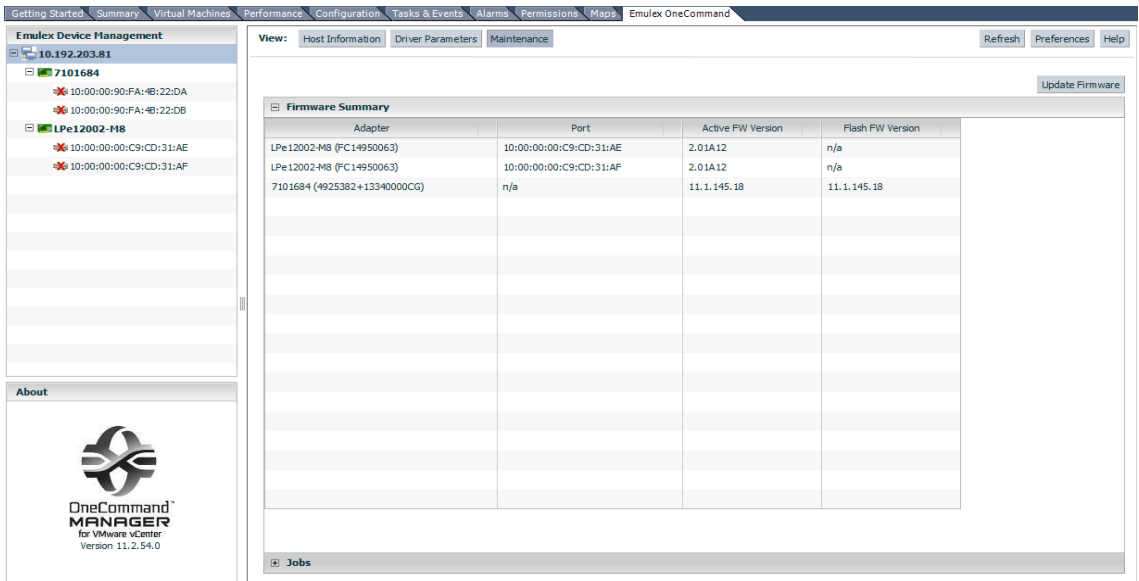 Getting Started Summary Virtual Machines Performance Configuration Tasks & Events Alarms Permissions Maps Emulex OneCommand
Emulex Device Management
10.192.203.81
7101684
10:00:00:90:FA:4B:22:DA
10:00:00:90:FA:4B:22:DB
LPe12002-M8
10:00:00:00:C9:CD:31:AE
10:00:00:00:C9:CD:31:AF
About
OneCommand™
MANAGER
for VMware vCenter
Version 11.2.54.0
View: Host Information Driver Parameters Maintenance Refresh Preferences Help
Update Firmware
Firmware Summary
Adapter Port Active FW Version Flash FW Version
LPe12002-M8 (FC14950063) 10:00:00:00:C9:CD:31:AE 2.01A12 n/a
LPe12002-M8 (FC14950063) 10:00:00:00:C9:CD:31:AF 2.01A12 n/a
7101684 (4925382+13340000CG) n/a 11.1.145.18 11.1.145.18
Jobs